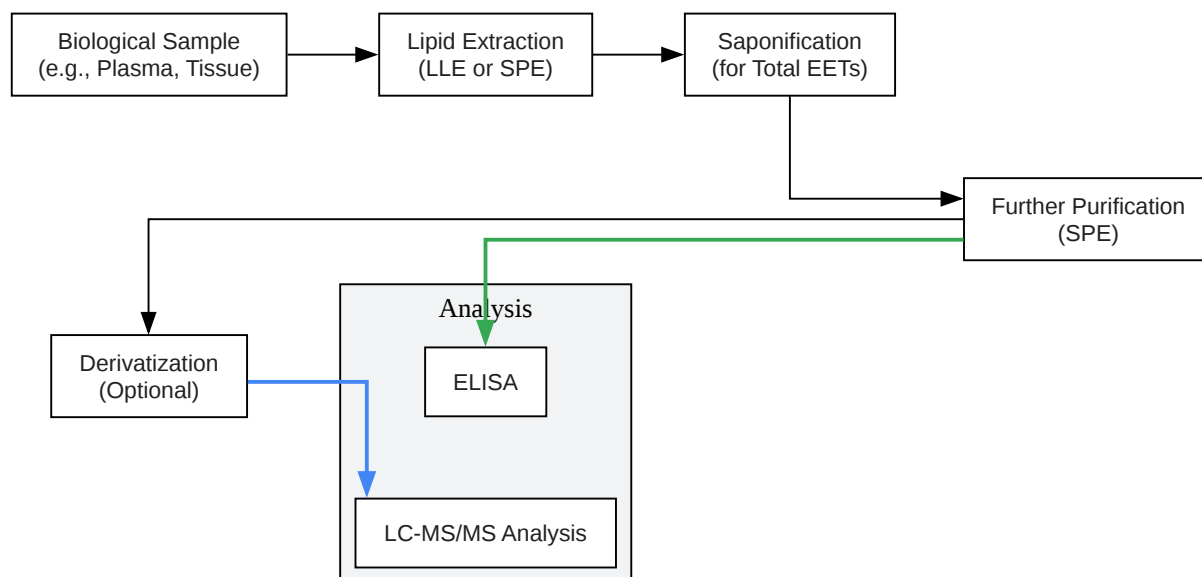 Biological Sample
(e.g., Plasma, Tissue)
Lipid Extraction
(LLE or SPE)
Saponification
(for Total EETs)
Further Purification
(SPE)
Analysis
Derivatization
(Optional)
ELISA
LC-MS/MS Analysis